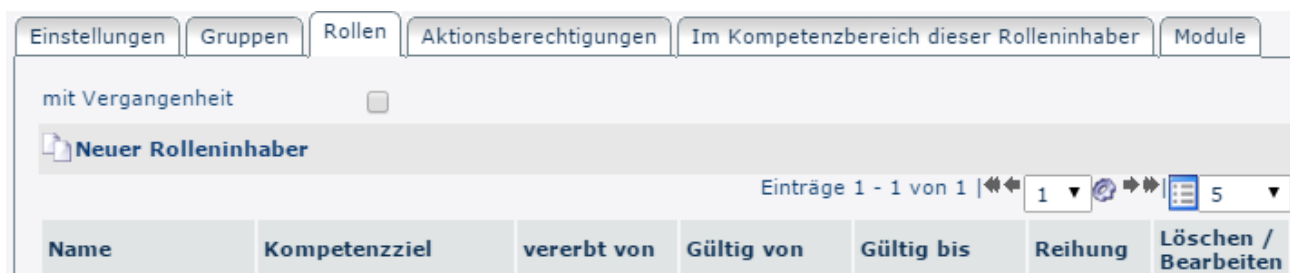 Einstellungen Gruppen Rollen Aktionsberechtigungen Im Kompetenzbereich dieser Rolleninhaber Module
mit Vergangenheit
Neuer Rolleninhaber
Einträge 1 - 1 von 1 | 1 | 5
Name Kompetenzziel vererbt von Gültig von Gültig bis Reihung Löschen / Bearbeiten